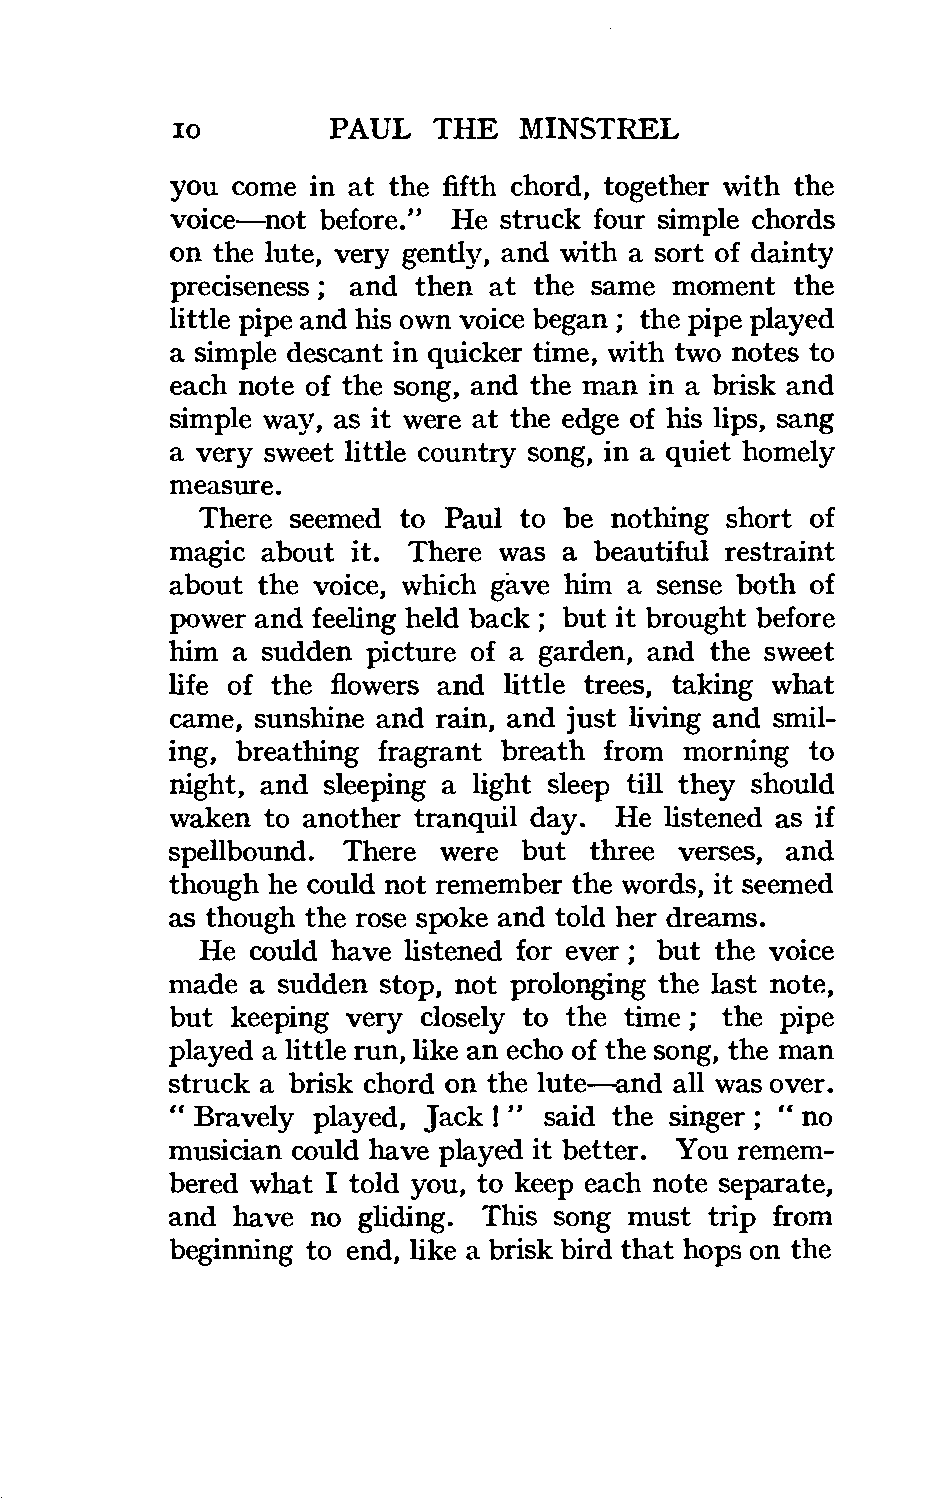 10 PAUL THE MINSTREL
you come in at the fifth chord, together with the
voice—not before.” He struck four simple chords
on the lute, very gently, and with a sort of dainty
preciseness ; and then at the same moment the
little pipe and his own voice began ; the pipe played
a simple descant in quicker time, with two notes to
each note of the song, and the man in a brisk and
simple way, as it were at the edge of his lips, sang
a very sweet little country song, in a quiet homely
measure.
There seemed to Paul to be nothing short of
magic about it. There was a beautiful restraint
about the voice, which gave him a sense both of
power and feeling held back ; but it brought before
him a sudden picture of a garden, and the sweet
life of the flowers and little trees, taking what
came, sunshine and rain, and just living and smil-
ing, breathing fragrant breath from morning to
night, and sleeping a light sleep till they should
waken to another tranquil day. He listened as if
spellbound. There were but three verses, and
though he could not remember the words, it seemed
as though the rose spoke and told her dreams.
He could have listened for ever ; but the voice
made a sudden stop, not prolonging the last note,
but keeping very closely to the time ; the pipe
played a little run, like an echo of the song, the man
struck a brisk chord on the lute—and all was over.
“ Bravely played, Jack ! ” said the singer ; “ no
musician could have played it better. You remem-
bered what I told you, to keep each note separate,
and have no gliding. This song must trip from
beginning to end, like a brisk bird that hops on the